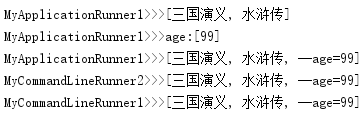 MyApplicationRunner1>>>[三国演义, 水浒传]
MyApplicationRunner1>>>age:[99]
MyApplicationRunner1>>>[三国演义, 水浒传, —age=99]
MyCommandLineRunner2>>>[三国演义, 水浒传, —age=99]
MyCommandLineRunner1>>>[三国演义, 水浒传, —age=99]